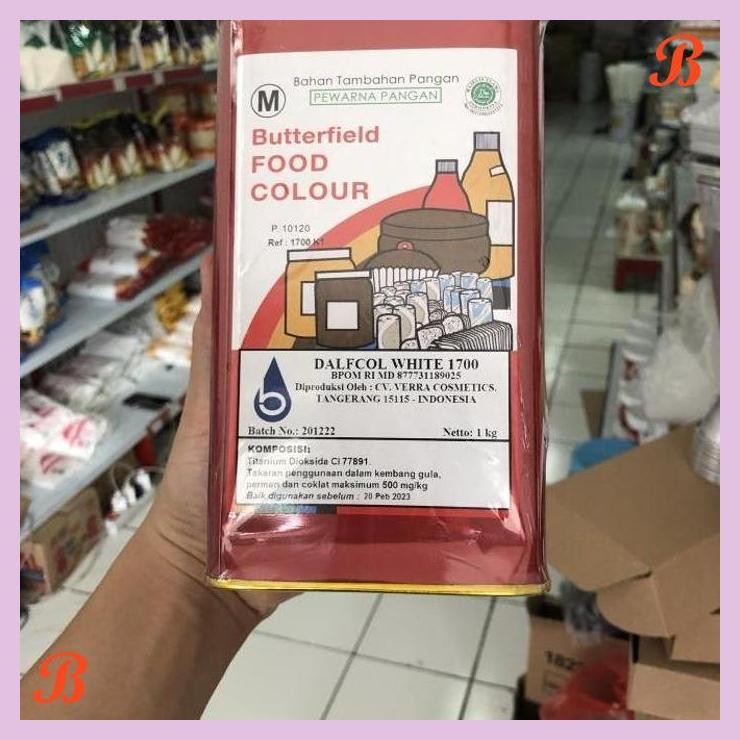 B
Bahan Tambahan Pangan
PEWARNA PANGAN
M
Butterfield
FOOD
COLOUR
P. 10120
Ref : 1700 K1
DALFCOL WHITE 1700
BPOM RI MD 877731189025
Diproduksi Oleh : CV. VERRA COSMETICS.
TANGERANG 15115 - INDONESIA
b
Batch No.: 201222
Netto: 1 kg
KOMPOSISI:
Titanium Dioksida Ci 77891.
Takaran penggunaan dalam kembang gula,
permen dan coklat maksimum 500 mg/kg
Baik digunakan sebelum : 20 Peb 2023
B